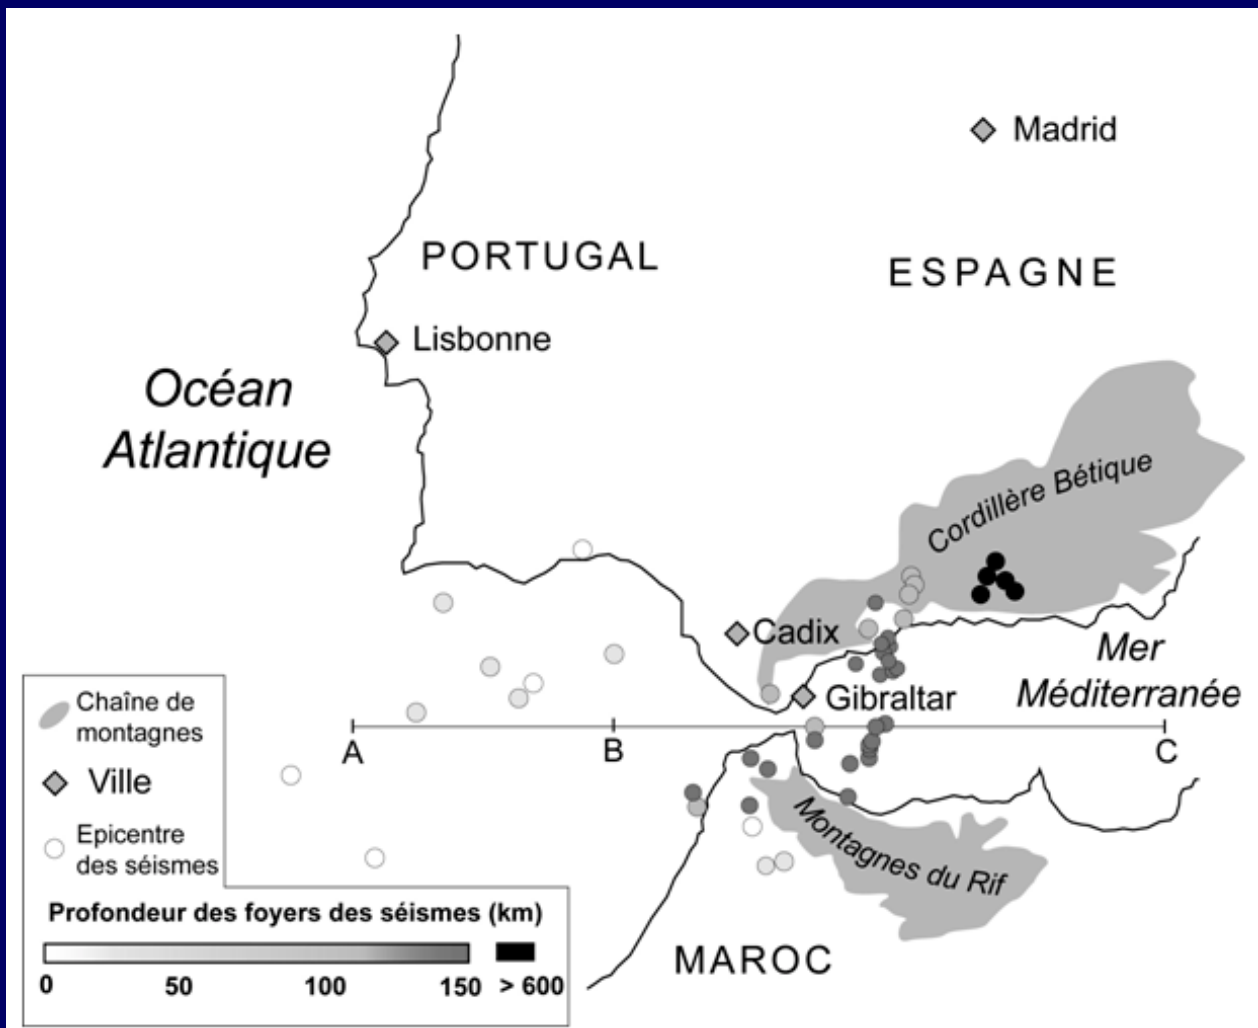 Madrid
PORTUGAL
ESPAGNE
Lisbonne
Océan
Atlantique
Cordillère Bétique
Cadix
Mer
Méditerranée
Gibraltar
A
B
C
Montagnes du Rif
MAROC
Chaîne de
montagnes
Ville
Epicentre
des séismes
Profondeur des foyers des séismes (km)
0 50 100 150 > 600